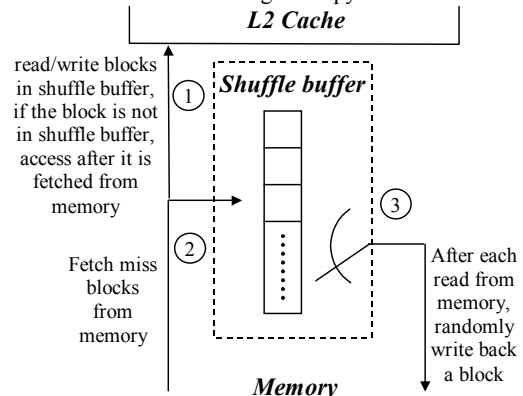 L2 Cache
read/write blocks
in shuffle buffer,
if the block is not
in shuffle buffer,
access after it is
fetched from
memory
1
Shuffle buffer
2
3
Fetch miss
blocks
from
memory
After each
read from
memory,
randomly
write back
a block
Memory